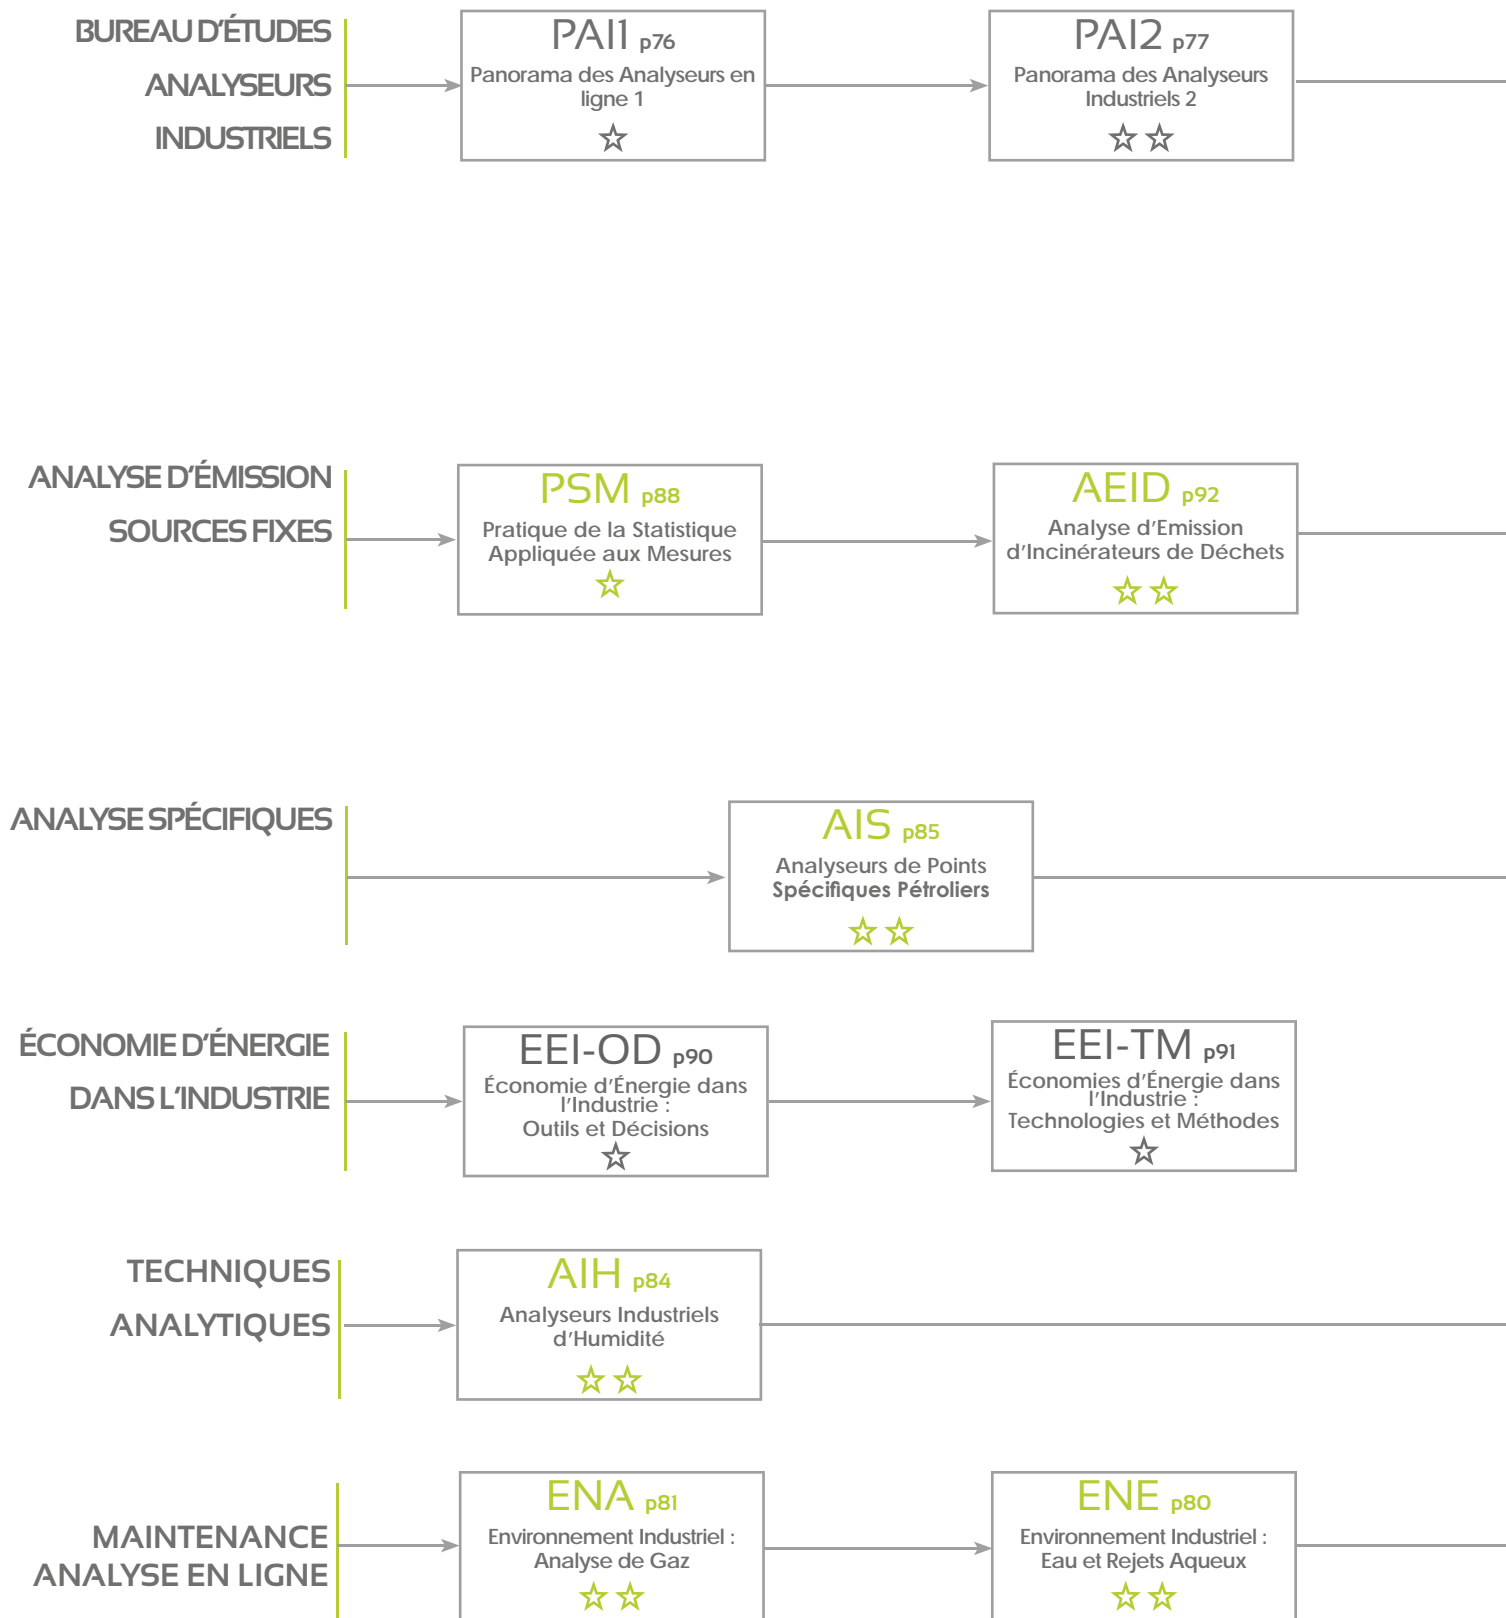 BUREAU D'ÉTUDES
ANALYSEURS
INDUSTRIELS
PAI1 p76
Panorama des Analyseurs en
ligne 1
PAI2 p77
Panorama des Analyseurs
Industriels 2
ANALYSE D'ÉMISSION
SOURCES FIXES
PSM p88
Pratique de la Statistique
Appliquée aux Mesures
AEID p92
Analyse d'Emission
d'Incinérateurs de Déchets
ANALYSE SPÉCIFIQUES
AIS p85
Analyseurs de Points
Spécifiques Pétroliers
ÉCONOMIE D'ÉNERGIE
DANS L'INDUSTRIE
EEI-OD p90
Économie d'Énergie dans
l'Industrie :
Outils et Décisions
EEI-TM p91
Économies d'Énergie dans
l'Industrie :
Technologies et Méthodes
TECHNIQUES
ANALYTIQUES
AIH p84
Analyseurs Industriels
d'Humidité
MAINTENANCE
ANALYSE EN LIGNE
ENA p81
Environnement Industriel :
Analyse de Gaz
ENE p80
Environnement Industriel :
Eau et Rejets Aqueux